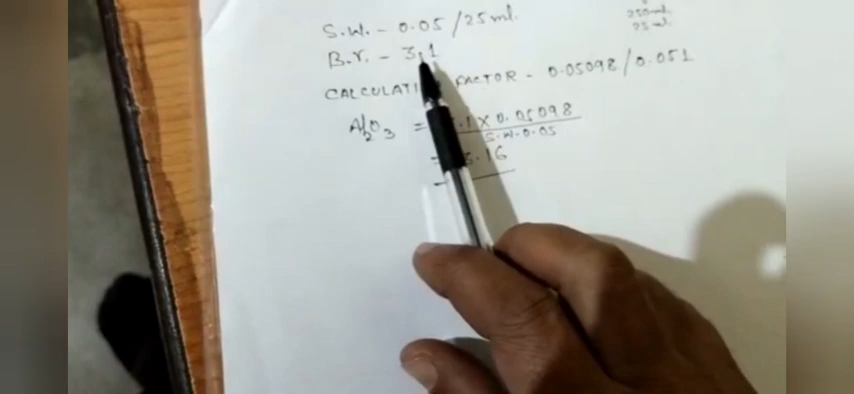 S.W. - 0.05 / 25 ml.
250 ml.
25 ml.
B.r. - 3.1
CALCULATI FACTOR - 0.05098 / 0.051
Al2O3 = .1 X 0.05098
S.W. 0.05
= .16